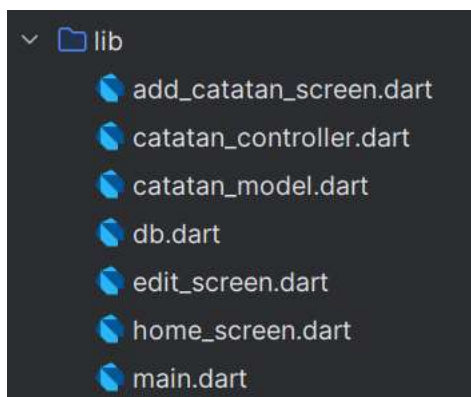 lib
add_catatan_screen.dart
catatan_controller.dart
catatan_model.dart
db.dart
edit_screen.dart
home_screen.dart
main.dart